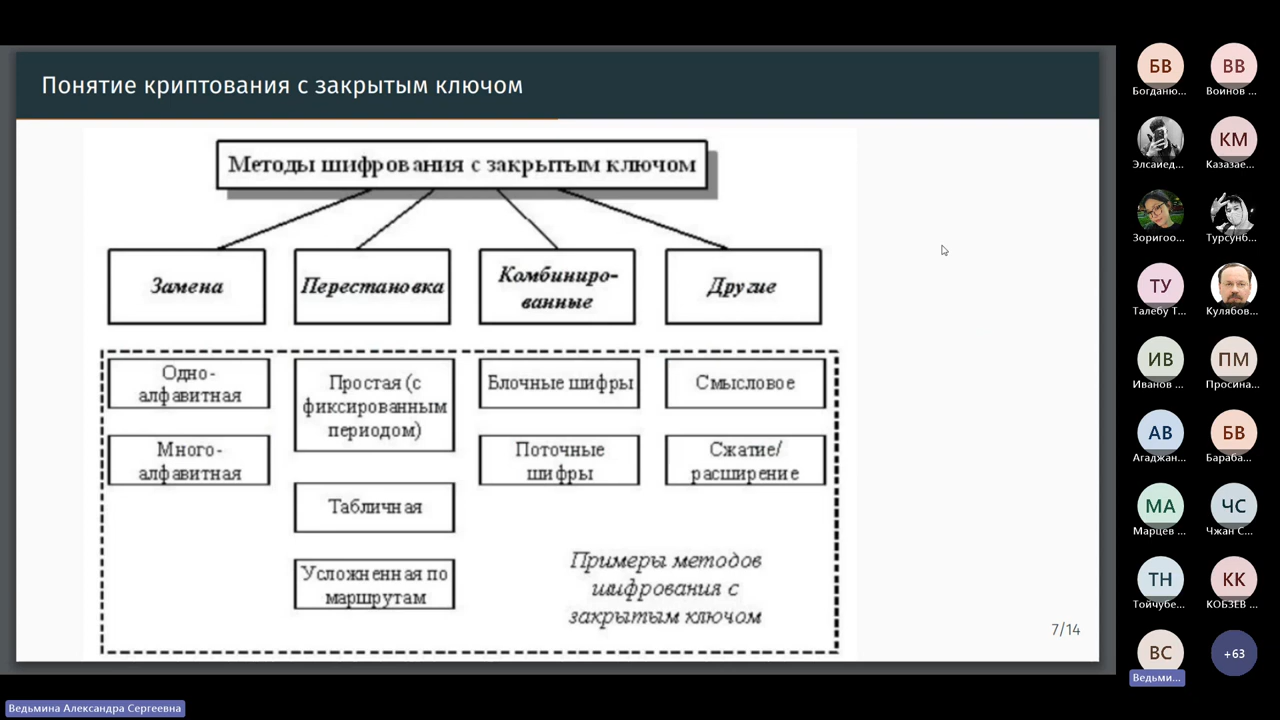 Понятие криптования с закрытым ключом
Методы шифрования с закрытым ключом
Замена
Перестановка
Комбиниро-
ванные
Другие
Одно-
алфавитная
Много-
алфавитная
Простая (с
фиксированным
периодом)
Табличная
Усложненная по
маршрутам
Блочные шифры
Поточные
шифры
Смысловое
Сжатие/
расширение
Примеры методов
шифрования с
закрытым ключом
7/14
БВ
Богданю...
ВВ
Воинов ...
Элсаиед...
КМ
Казазае...
Зоригоо...
Турсунб...
ТУ
Талебу Т...
Кулябов...
ИВ
Иванов ...
ПМ
Просина...
АВ
Агаджан...
БВ
Бараба...
МА
Марцев ...
ЧС
Чжан С...
ТН
Тойчубе...
КК
КОБЗЕВ ...
ВС
Ведьми...
+63
Ведьмина Александра Сергеевна